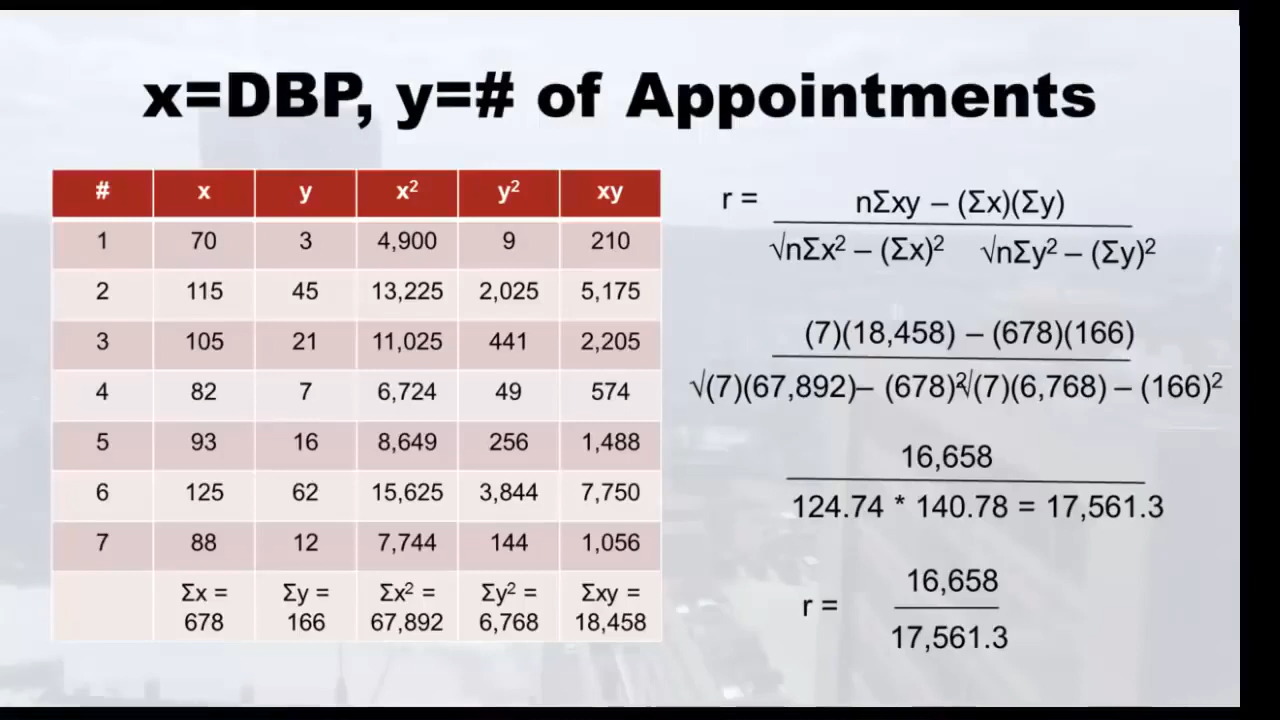 x=DBP, y=# of Appointments
# x y x² y² xy
1 70 3 4,900 9 210
2 115 45 13,225 2,025 5,175
3 105 21 11,025 441 2,205
4 82 7 6,724 49 574
5 93 16 8,649 256 1,488
6 125 62 15,625 3,844 7,750
7 88 12 7,744 144 1,056
Σx = Σy = Σx² = Σy² = Σxy =
678 166 67,892 6,768 18,458
r = nΣxy – (Σx)(Σy)
√nΣx² – (Σx)² √nΣy² – (Σy)²
(7)(18,458) – (678)(166)
√(7)(67,892)– (678)²√(7)(6,768) – (166)²
16,658
124.74 * 140.78 = 17,561.3
r = 16,658
17,561.3